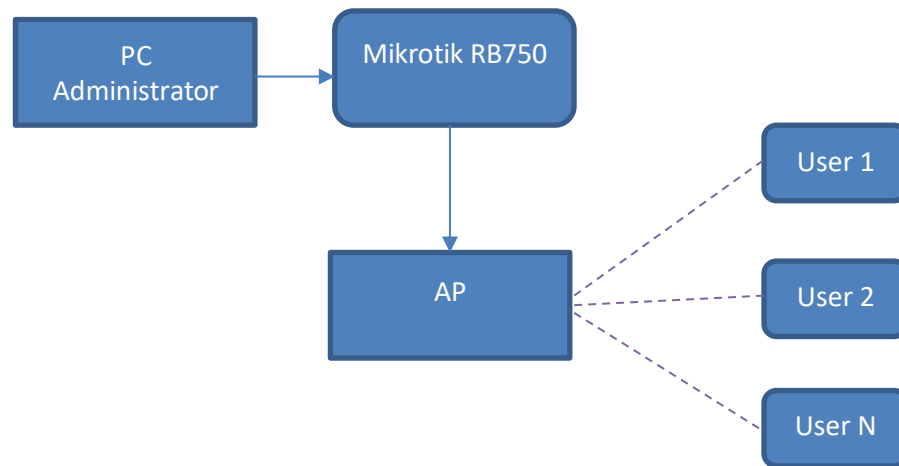 PC
Administrator
Mikrotik RB750
User 1
AP
User 2
User N